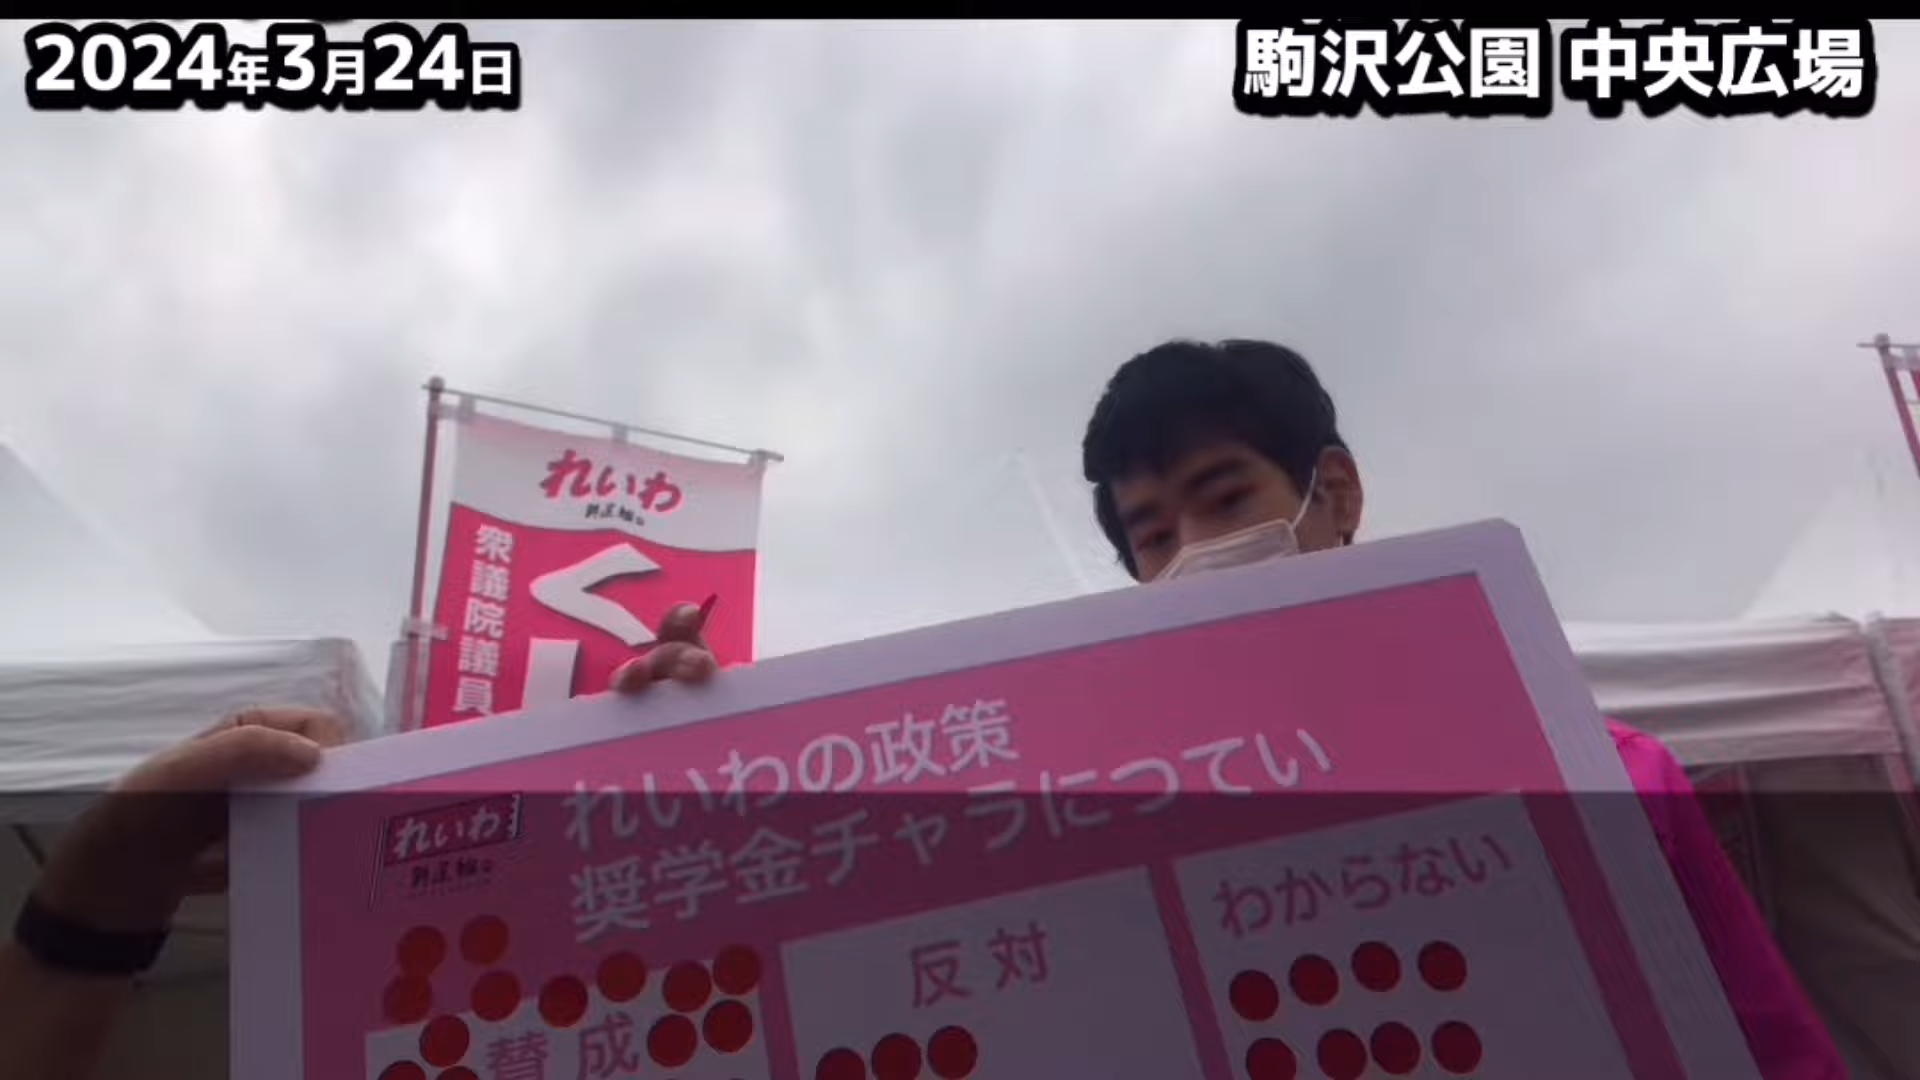 2024年3月24日
駒沢公園 中央広場
れいわ
衆議院議員
く
れいわの政策
奨学金チャラについてい
れいわ
わからない
反対
賛成